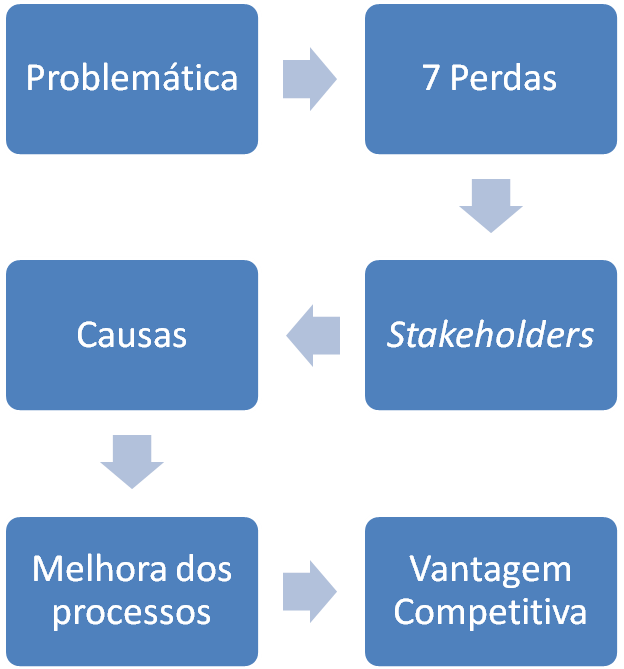 Problemática
7 Perdas
Stakeholders
Causas
Melhora dos
processos
Vantagem
Competitiva